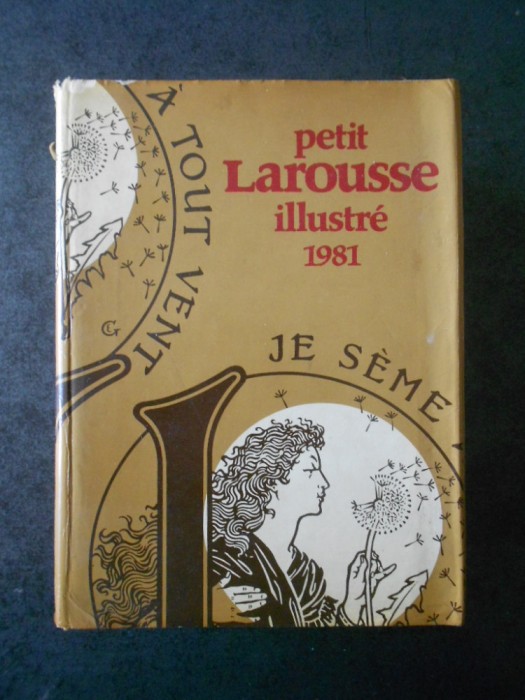 petit
Larousse
illustré
1981
À TOUT VENT
JE SÈME